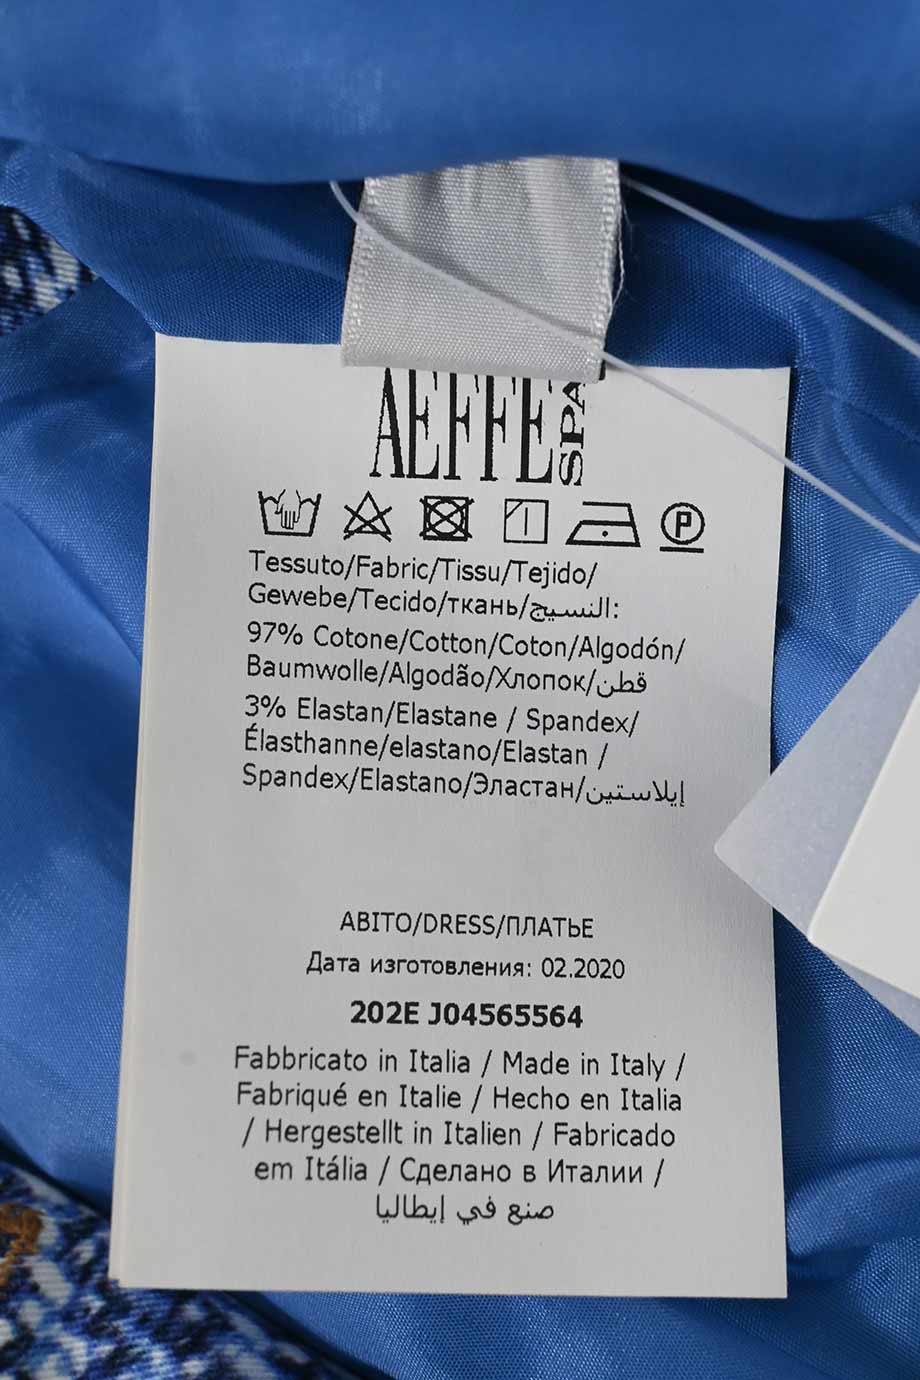 AEFFE SPA
P
Tessuto/Fabric/Tissu/Tejido/
Gewebe/Tecido/ткань/النسيج:
97% Cotone/Cotton/Coton/Algodón/
Baumwolle/Algodão/Хлопок/قطن
3% Elastan/Elastane / Spandex/
Élasthanne/elastano/Elastan /
Spandex/Elastano/Эластан/إيلاستين
ABITO/DRESS/ПЛАТЬЕ
Дата изготовления: 02.2020
202E J04565564
Fabbricato in Italia / Made in Italy /
Fabriqué en Italie / Hecho en Italia
/ Hergestellt in Italien / Fabricado
em Itália / Сделано в Италии /
صنع في إيطاليا